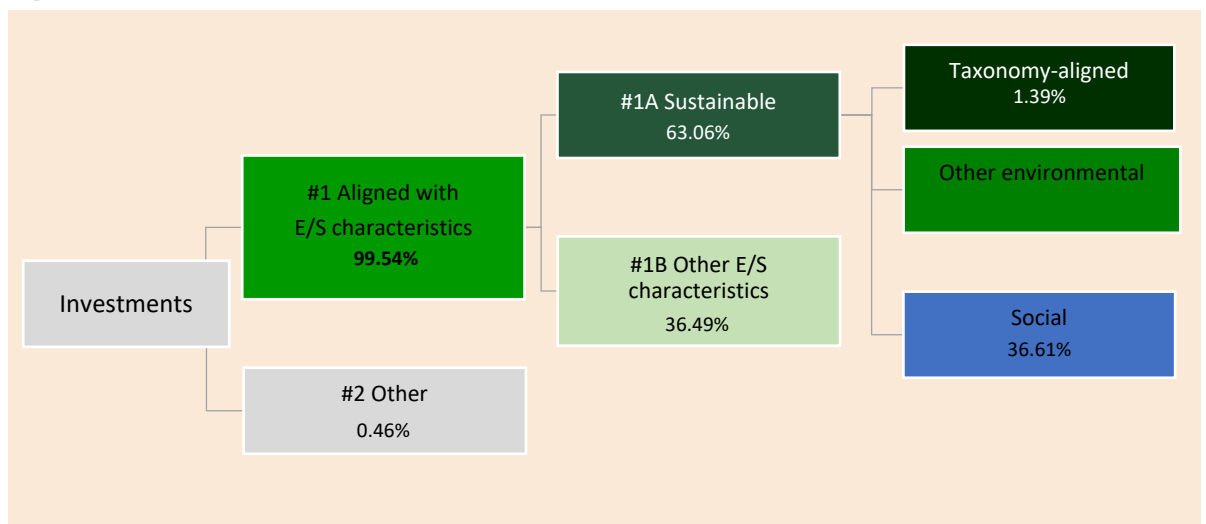 Investments
#1 Aligned with
E/S characteristics
99.54%
#2 Other
0.46%
#1A Sustainable
63.06%
#1B Other E/S
characteristics
36.49%
Taxonomy-aligned
1.39%
Other environmental
Social
36.61%